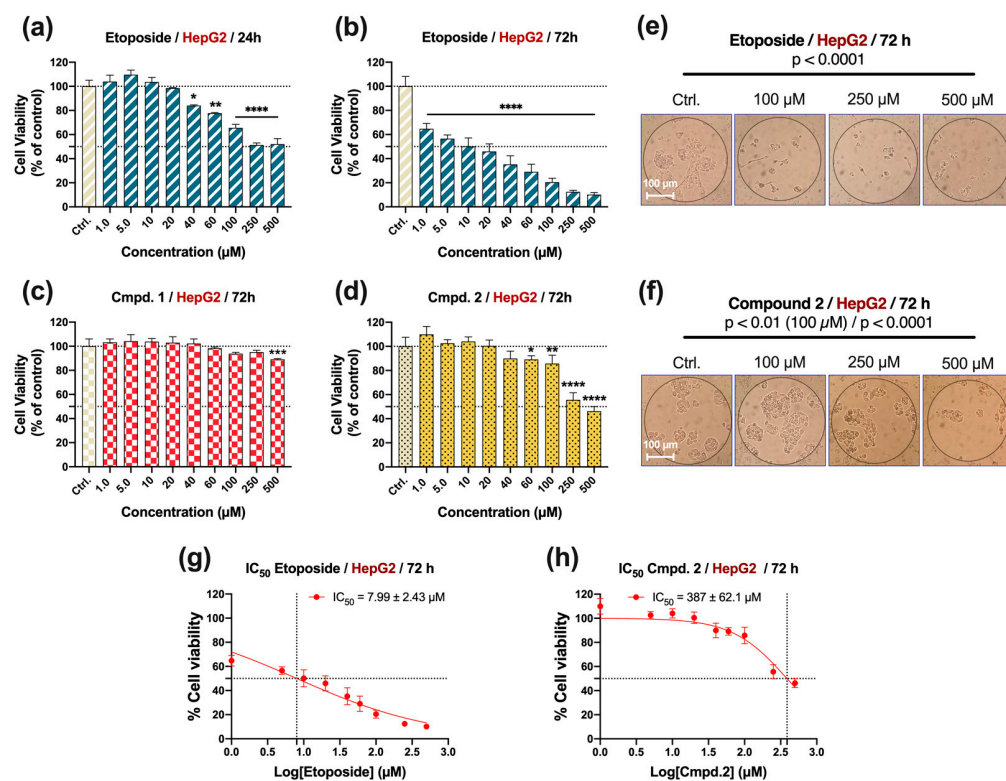 (a)
Etoposide / HepG2 / 24h
Cell Viability
(% of control)
120
100
80
60
40
20
0
*
**
****
Ctrl.
1.0
5.0
10
20
40
60
100
250
500
Concentration (µM)
(b)
Etoposide / HepG2 / 72h
Cell Viability
(% of control)
120
100
80
60
40
20
0
****
Ctrl.
1.0
5.0
10
20
40
60
100
250
500
Concentration (µM)
(e)
Etoposide / HepG2 / 72 h
p < 0.0001
Ctrl. 100 µM 250 µM 500 µM
100 µm
(c)
Cmpd. 1 / HepG2 / 72h
Cell Viability
(% of control)
120
100
80
60
40
20
0
***
Ctrl.
1.0
5.0
10
20
40
60
100
250
500
Concentration (µM)
(d)
Cmpd. 2 / HepG2 / 72h
Cell Viability
(% of control)
120
100
80
60
40
20
0
*
**
****
****
Ctrl.
1.0
5.0
10
20
40
60
100
250
500
Concentration (µM)
(f)
Compound 2 / HepG2 / 72 h
p < 0.01 (100 µM) / p < 0.0001
Ctrl. 100 µM 250 µM 500 µM
100 µm
(g)
IC50 Etoposide / HepG2 / 72 h
IC50 = 7.99 ± 2.43 µM
% Cell viability
120
100
80
60
40
20
0
0.0 0.5 1.0 1.5 2.0 2.5 3.0
Log[Etoposide] (µM)
(h)
IC50 Cmpd. 2 / HepG2 / 72 h
IC50 = 387 ± 62.1 µM
% Cell viability
120
100
80
60
40
20
0
0.0 0.5 1.0 1.5 2.0 2.5 3.0
Log[Cmpd.2] (µM)